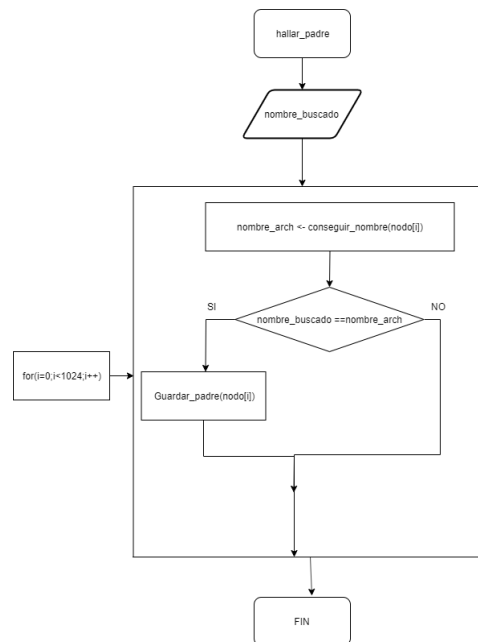 hallar_padre
nombre_buscado
nombre_arch <- conseguir_nombre(nodo[i])
SI
NO
nombre_buscado ==nombre_arch
for(i=0;i<1024;i++)
Guardar_padre(nodo[i])
FIN